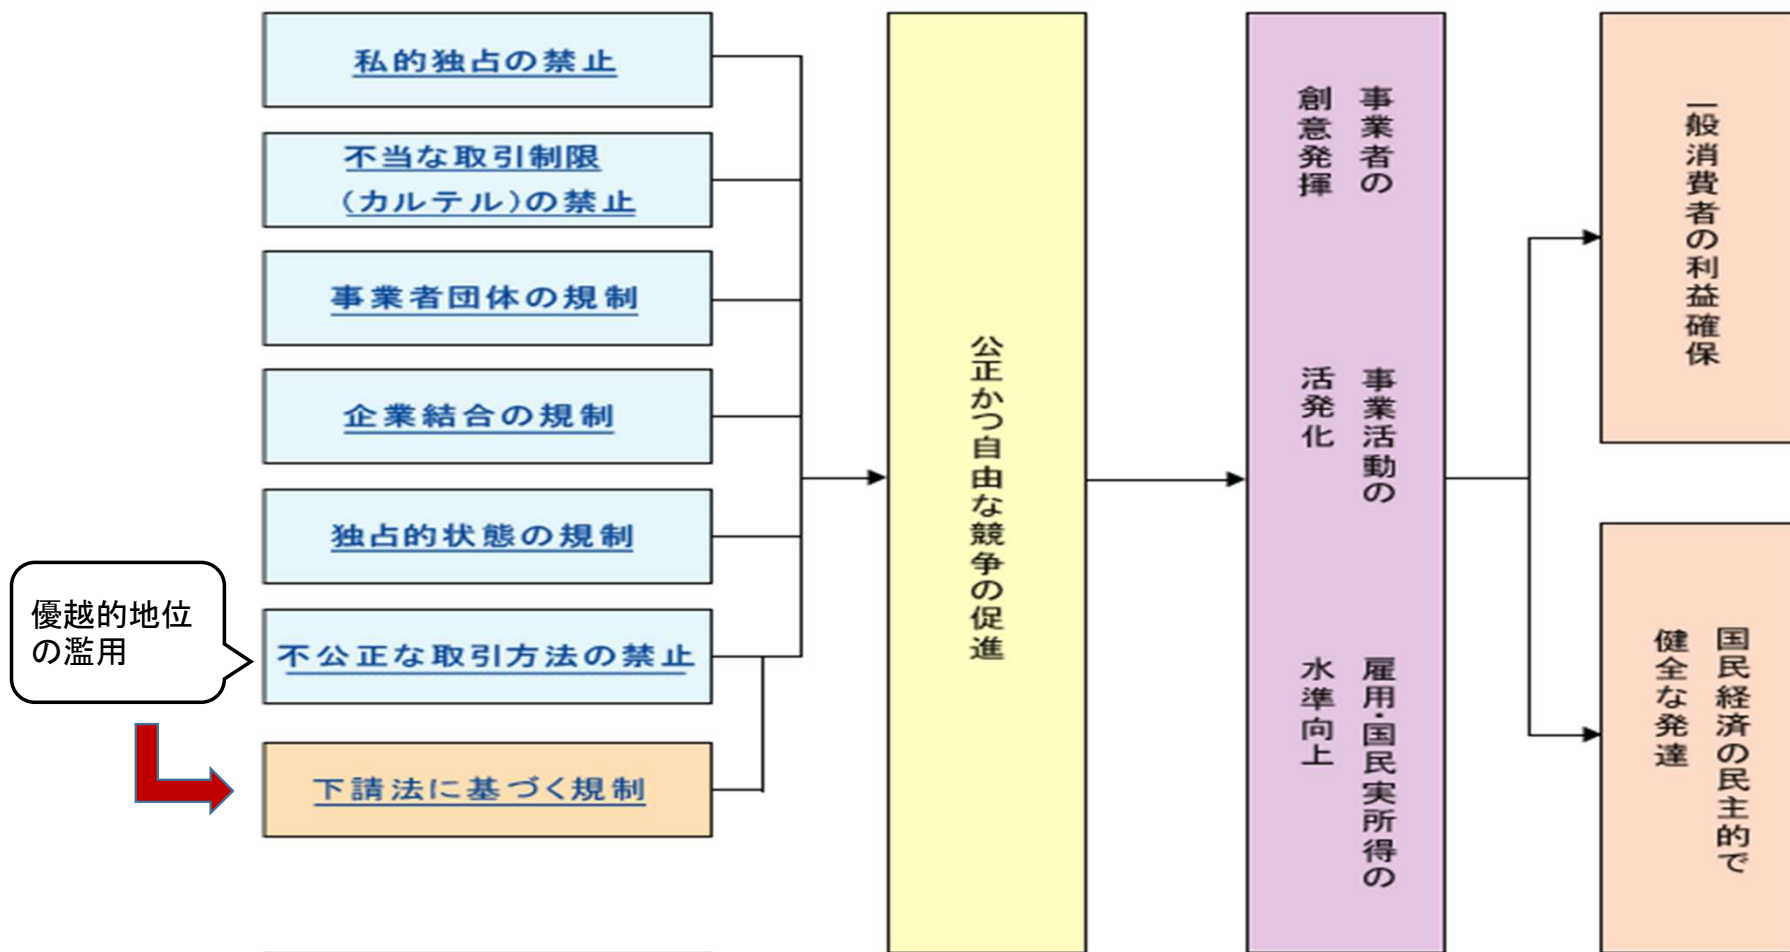 私的独占の禁止
不当な取引制限
(カルテル)の禁止
事業者団体の規制
企業結合の規制
独占的状態の規制
優越的地位
の濫用
不公正な取引方法の禁止
下請法に基づく規制
公正かつ自由な競争の促進
事業者の
創意発揮
事業活動の
活発化
雇用・国民実所得の
水準向上
一般消費者の利益確保
国民経済の民主的で
健全な発達